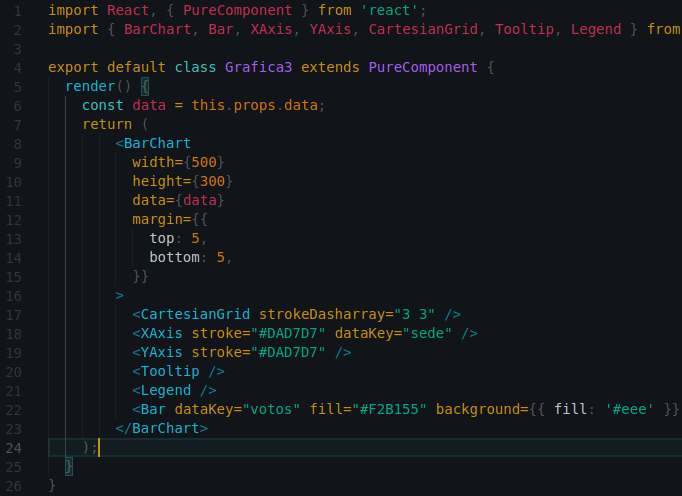 1 import React, { PureComponent } from 'react';
2 import { BarChart, Bar, XAxis, YAxis, CartesianGrid, Tooltip, Legend } from
3
4 export default class Grafica3 extends PureComponent {
5 render() {
6 const data = this.props.data;
7 return (
8 <BarChart
9 width={500}
10 height={300}
11 data={data}
12 margin={{
13 top: 5,
14 bottom: 5,
15 }}
16 >
17 <CartesianGrid strokeDasharray="3 3" />
18 <XAxis stroke="#DAD7D7" dataKey="sede" />
19 <YAxis stroke="#DAD7D7" />
20 <Tooltip />
21 <Legend />
22 <Bar dataKey="votos" fill="#F2B155" background={{ fill: '#eee' }}
23 </BarChart>
24 );
25 }
26 }